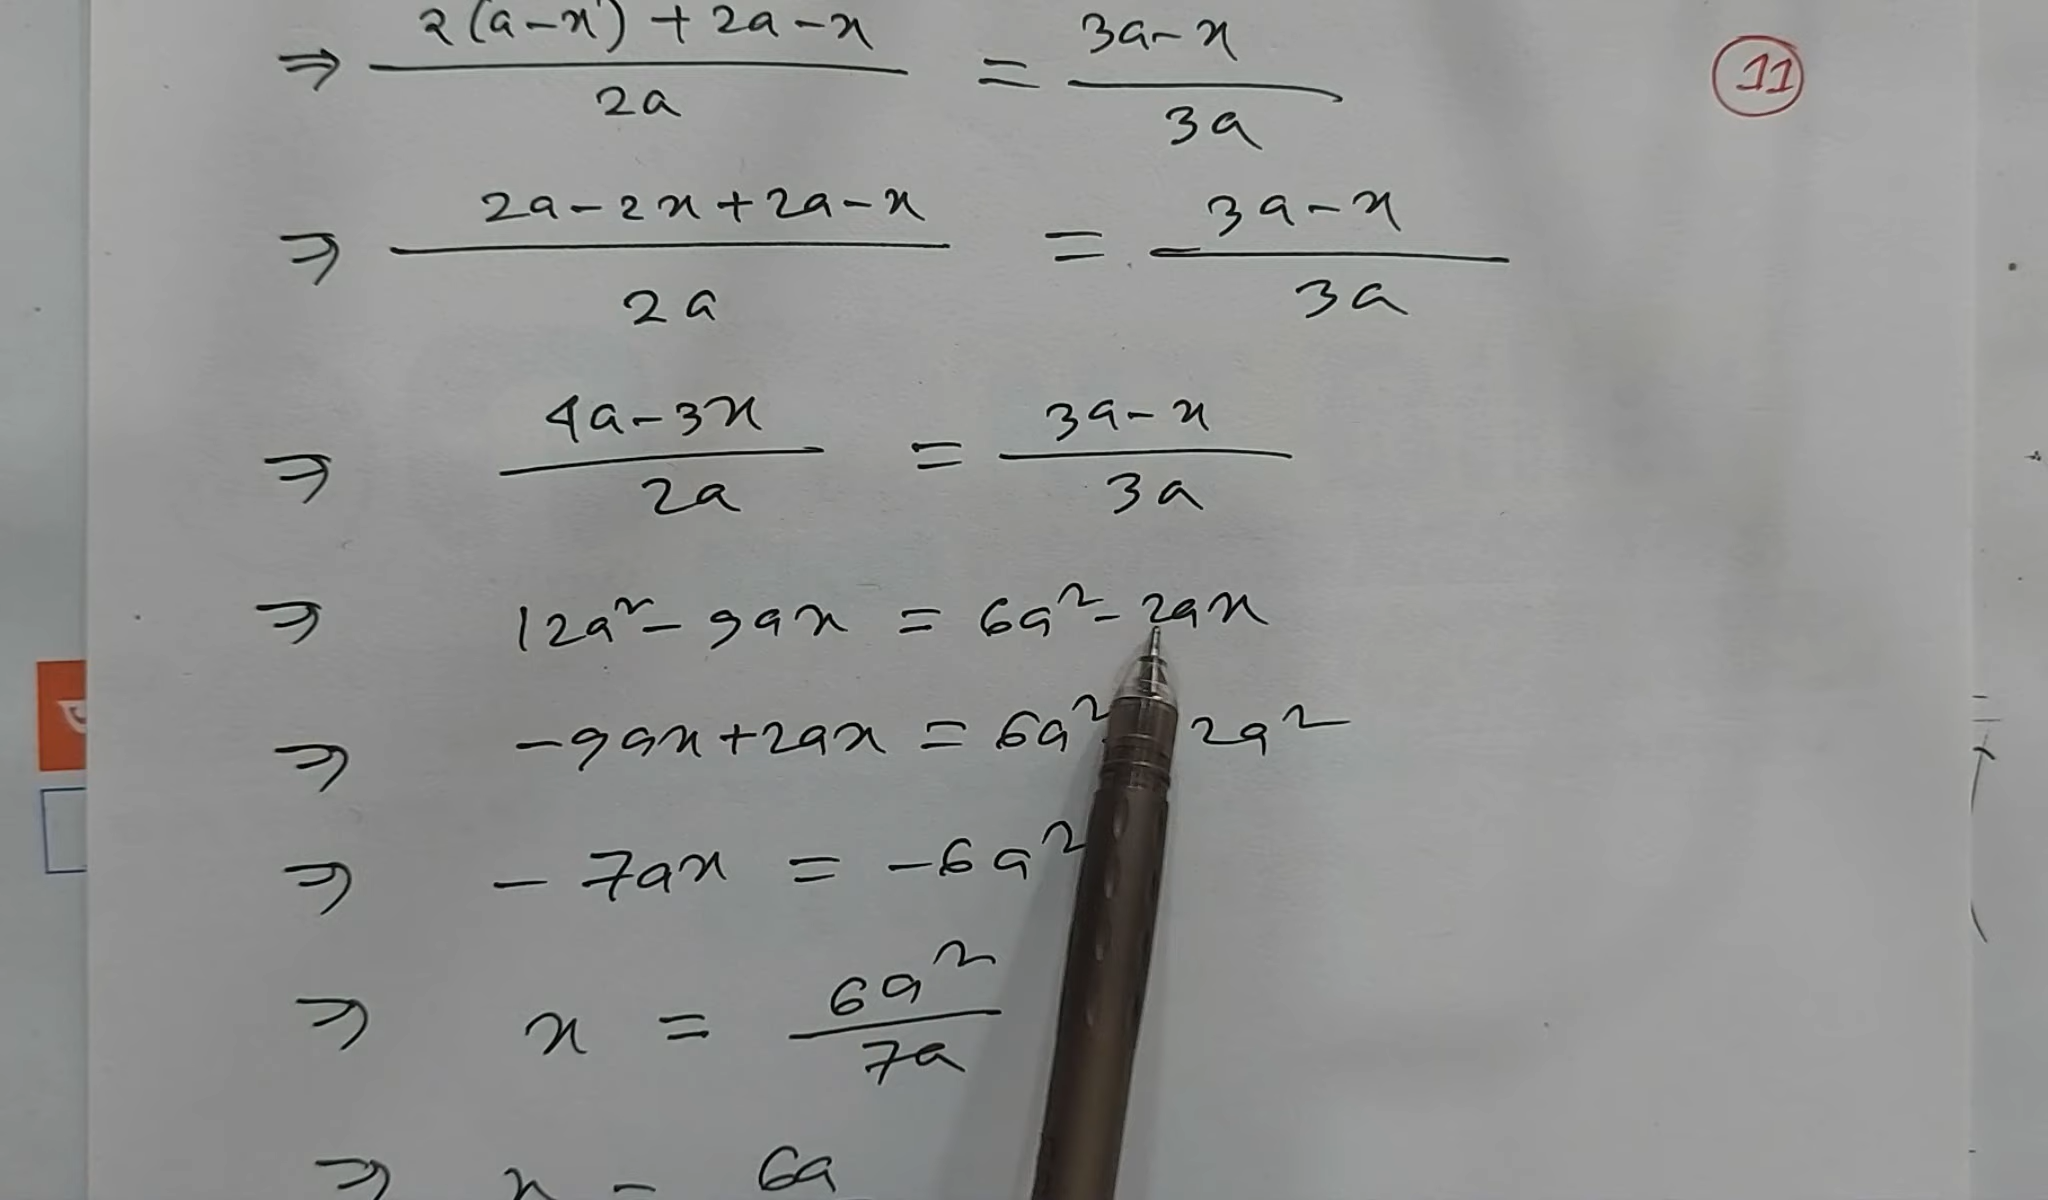 ⇒ 2(a-x)+2a-x / 2a = 3a-x / 3a
11
⇒ 2a-2x+2a-x / 2a = 3a-x / 3a
⇒ 4a-3x / 2a = 3a-x / 3a
⇒ 12a²-9ax = 6a²-2ax
⇒ -9ax+2ax = 6a² 2a²
⇒ -7ax = -6a²
⇒ x = 6a² / 7a
⇒ 6a